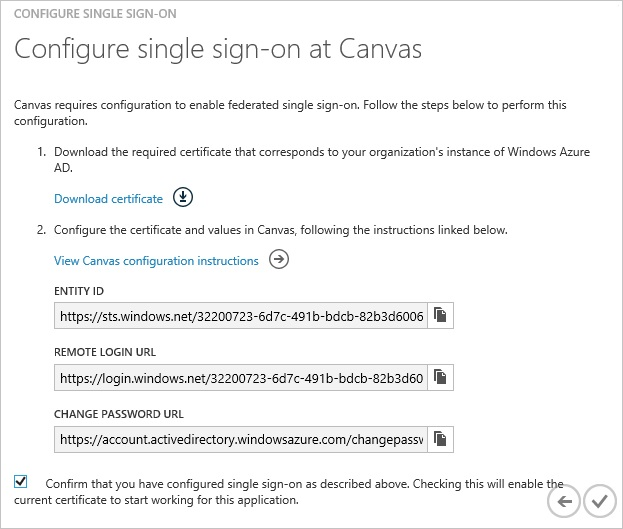 CONFIGURE SINGLE SIGN-ON
Configure single sign-on at Canvas
Canvas requires configuration to enable federated single sign-on. Follow the steps below to perform this
configuration.
1. Download the required certificate that corresponds to your organization's instance of Windows Azure
AD.
Download certificate
2. Configure the certificate and values in Canvas, following the instructions linked below.
View Canvas configuration instructions
ENTITY ID
https://sts.windows.net/32200723-6d7c-491b-bdcb-82b3d6006
REMOTE LOGIN URL
https://login.windows.net/32200723-6d7c-491b-bdcb-82b3d60
CHANGE PASSWORD URL
https://account.activedirectory.windowsazure.com/changepassw
Confirm that you have configured single sign-on as described above. Checking this will enable the
current certificate to start working for this application.